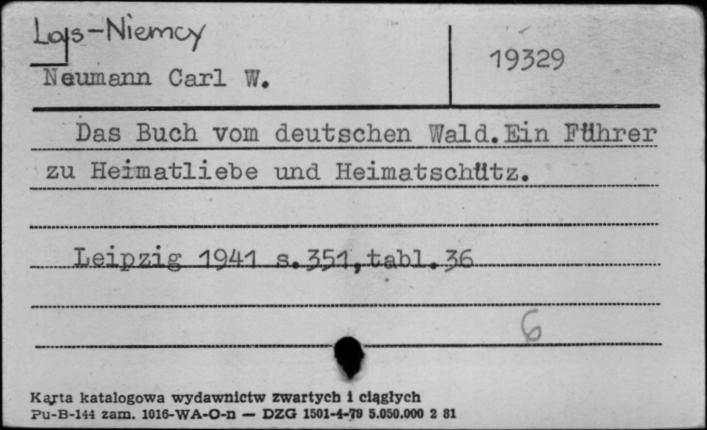 Las-Niemcy
19329
Neumann Carl W.
Das Buch vom deutschen Wald. Ein Führer
zu Heimatliebe und Heimatschütz.
Leipzig 1941 s.351,tabl.36
6
Karta katalogowa wydawnictw zwartych i ciągłych
Pu-B-144 zam. 1016-WA-O-n — DZG 1501-4-79 5.050.000 2 81